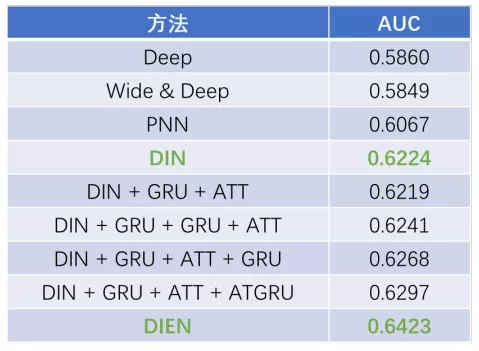 方法 AUC
Deep 0.5860
Wide & Deep 0.5849
PNN 0.6067
DIN 0.6224
DIN + GRU + ATT 0.6219
DIN + GRU + GRU + ATT 0.6241
DIN + GRU + ATT + GRU 0.6268
DIN + GRU + ATT + ATGRU 0.6297
DIEN 0.6423